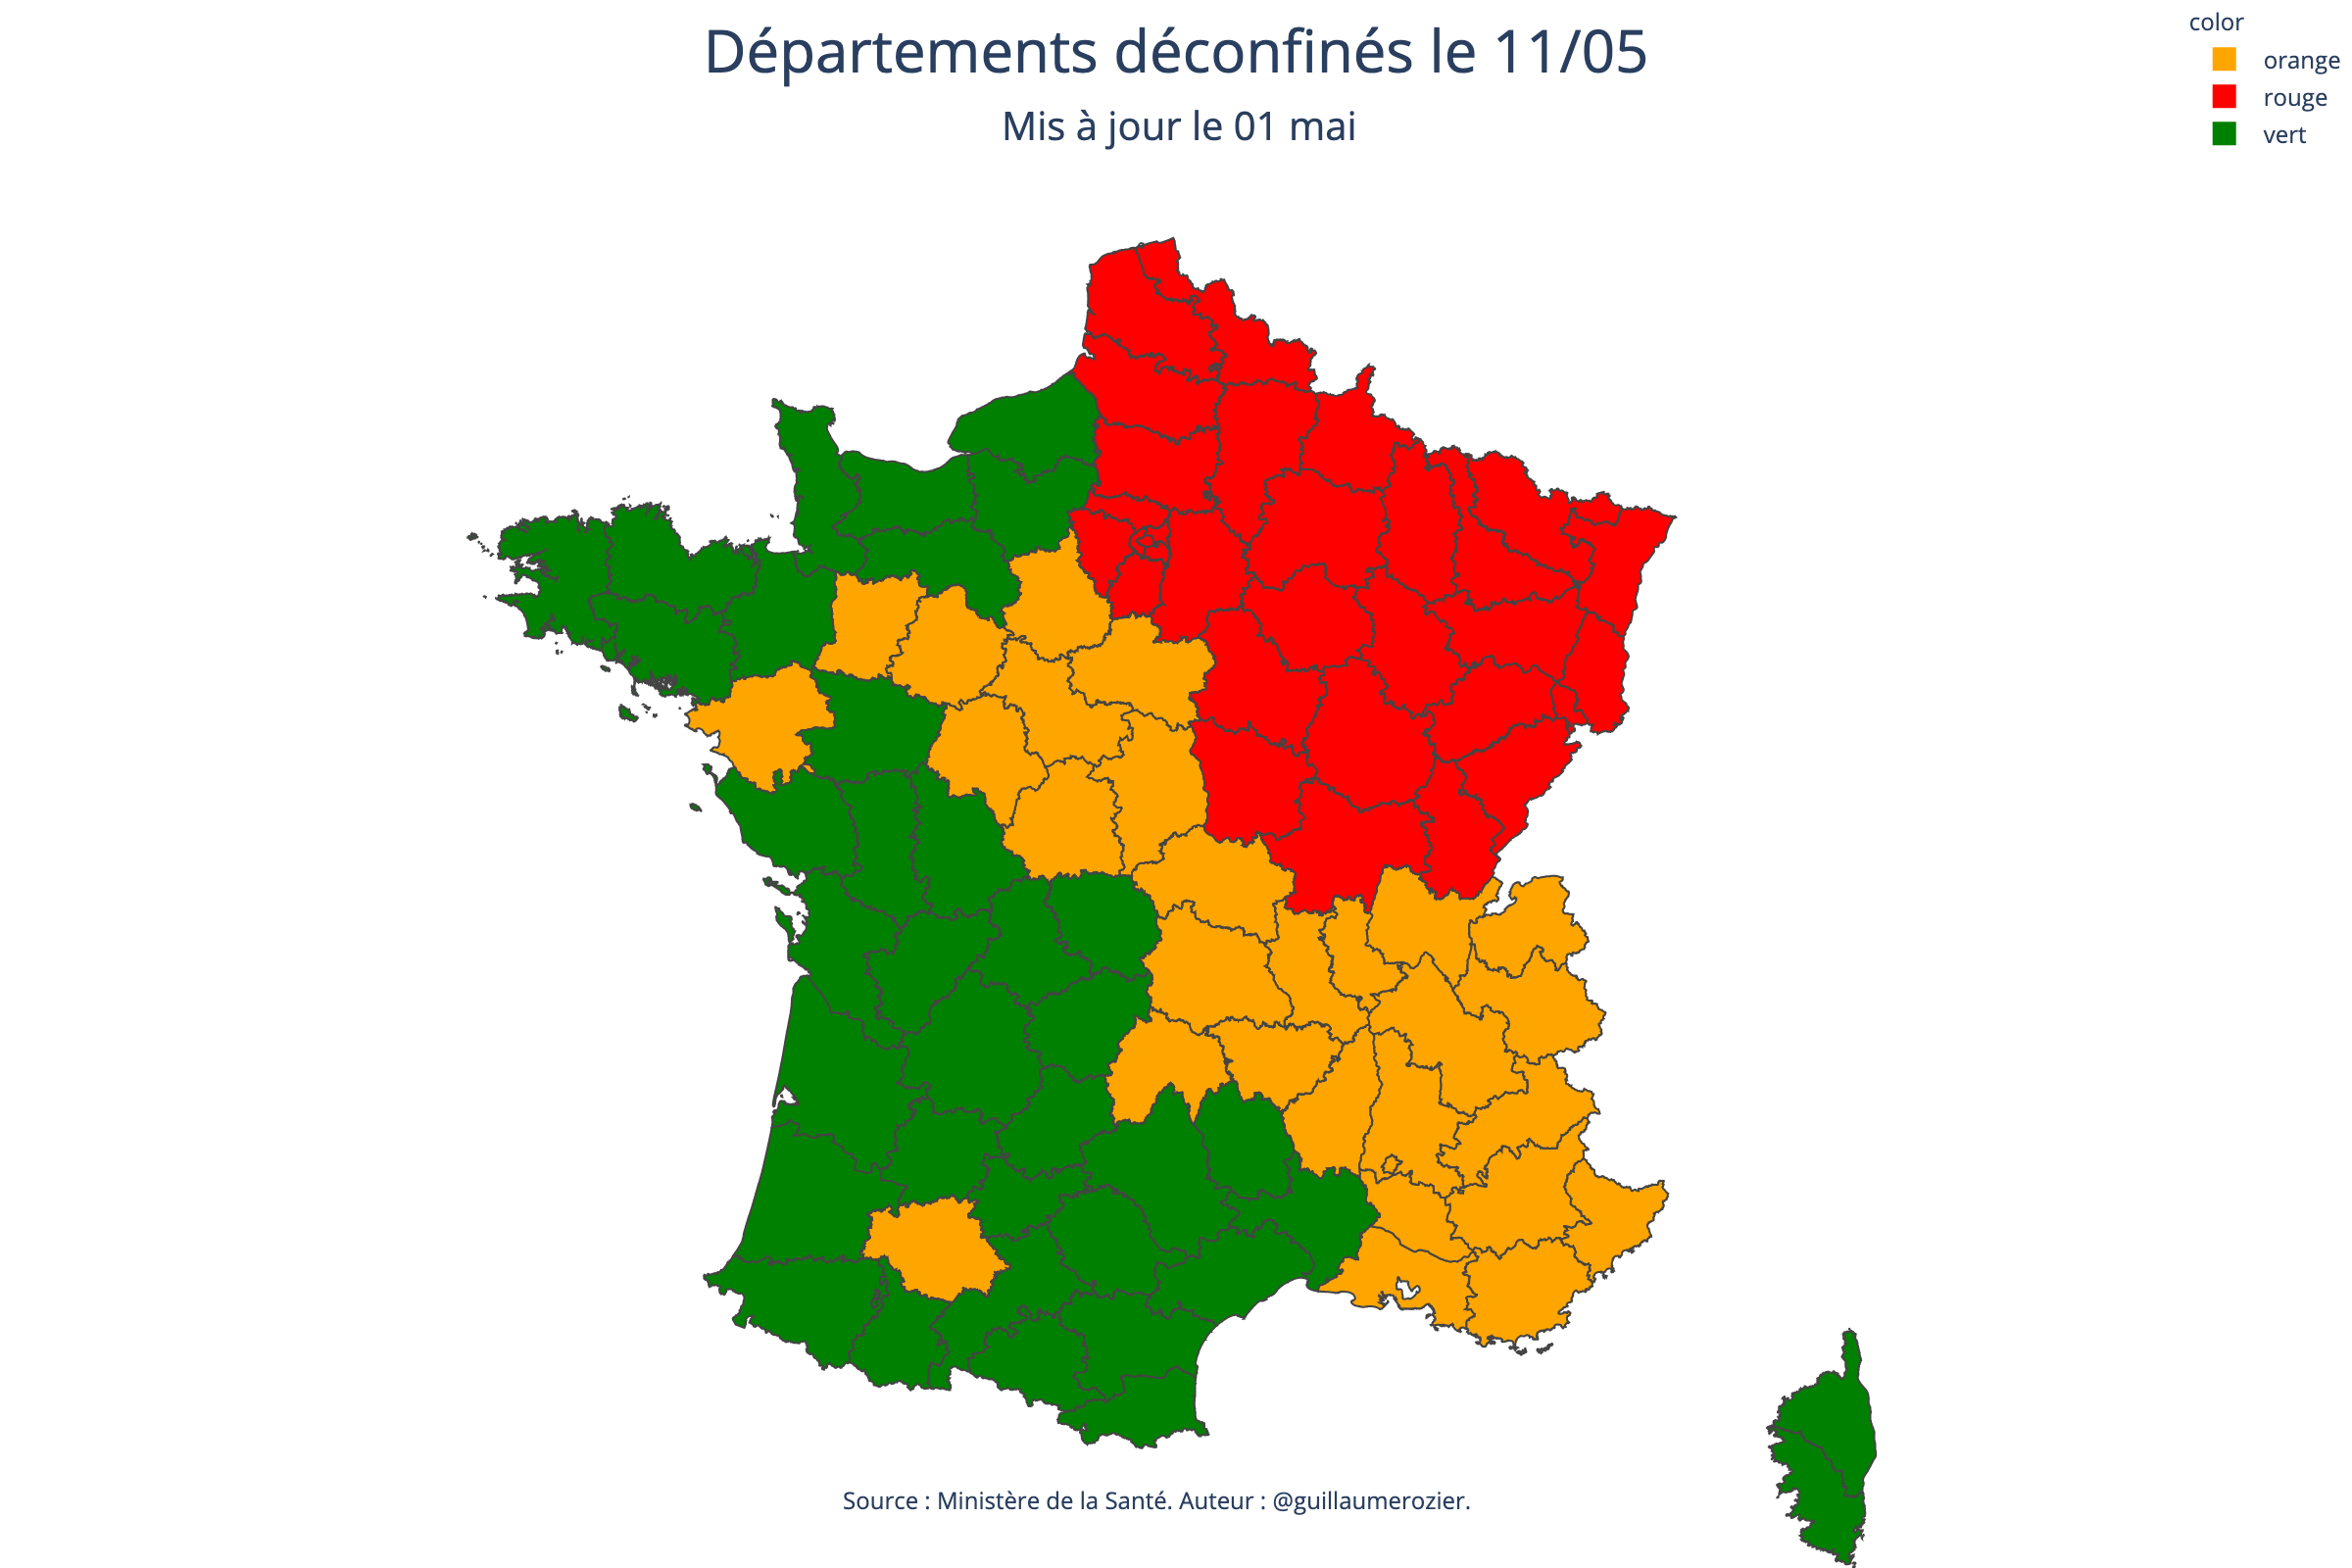 Départements déconfinés le 11/05
Mis à jour le 01 mai
color
orange
rouge
vert
Source : Ministère de la Santé. Auteur : @guillaumerozier.